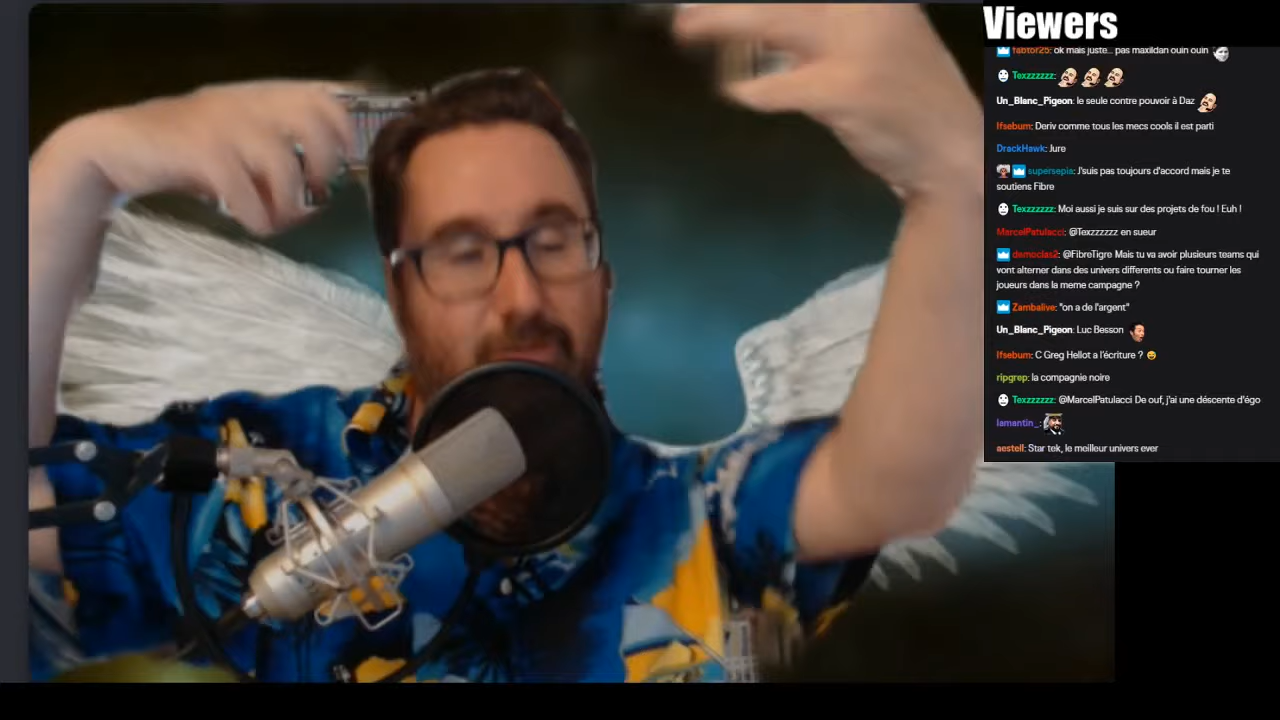 Viewers
fabtor25: ok mais juste... pas maxildan ouin ouin
Texzzzzzz:
Un_Blanc_Pigeon: le seule contre pouvoir à Daz
Ifsebum: Deriv comme tous les mecs cools il est parti
DrackHawk: Jure
supersepia: J'suis pas toujours d'accord mais je te
soutiens Fibre
Texzzzzzz: Moi aussi je suis sur des projets de fou ! Euh !
MarcelPatulacci: @Texzzzzzz en sueur
damoclas2: @FibreTigre Mais tu va avoir plusieurs teams qui
vont alterner dans des univers differents ou faire tourner les
joueurs dans la meme campagne ?
Zambalive: "on a de l'argent"
Un_Blanc_Pigeon: Luc Besson
Ifsebum: C Greg Hellot a l'écriture ?
ripgrep: la compagnie noire
Texzzzzzz: @MarcelPatulacci De ouf, j'ai une déscente d'égo
lamantin_:
aestell: Star tek, le meilleur univers ever